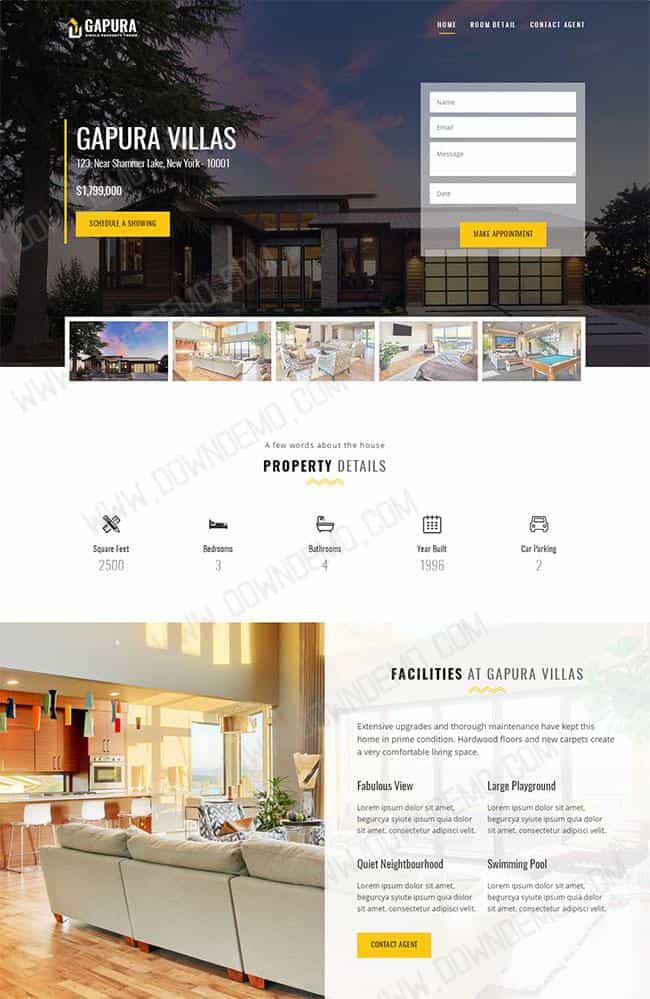 GAPURA
SINGLE PROPERTY THEME
HOME ROOM DETAIL CONTACT AGENT
GAPURA VILLAS
123, Near Shammer Lake, New York - 10001
$1,799,000
SCHEDULE A SHOWING
Name
Email
Message
Date
MAKE APPOINTMENT
A few words about the house
PROPERTY DETAILS
Square Feet
2500
Bedrooms
3
Bathrooms
4
Year Built
1996
Car Parking
2
FACILITIES AT GAPURA VILLAS
Extensive upgrades and thorough maintenance have kept this
home in prime condition. Hardwood floors and new carpets create
a very comfortable living space.
Fabulous View
Lorem ipsum dolor sit amet,
begurcya syiute ipsum quia dolor
sit amet, consectetur adipisci velit.
Large Playground
Lorem ipsum dolor sit amet,
begurcya syiute ipsum quia dolor
sit amet, consectetur adipisci velit.
Quiet Neightbourhood
Lorem ipsum dolor sit amet,
begurcya syiute ipsum quia dolor
sit amet, consectetur adipisci velit.
Swimming Pool
Lorem ipsum dolor sit amet,
begurcya syiute ipsum quia dolor
sit amet, consectetur adipisci velit.
CONTACT AGENT
WWW.DOWNDEMO.COM
WWW.DOWNDEMO.COM
WWW.DOWNDEMO.COM